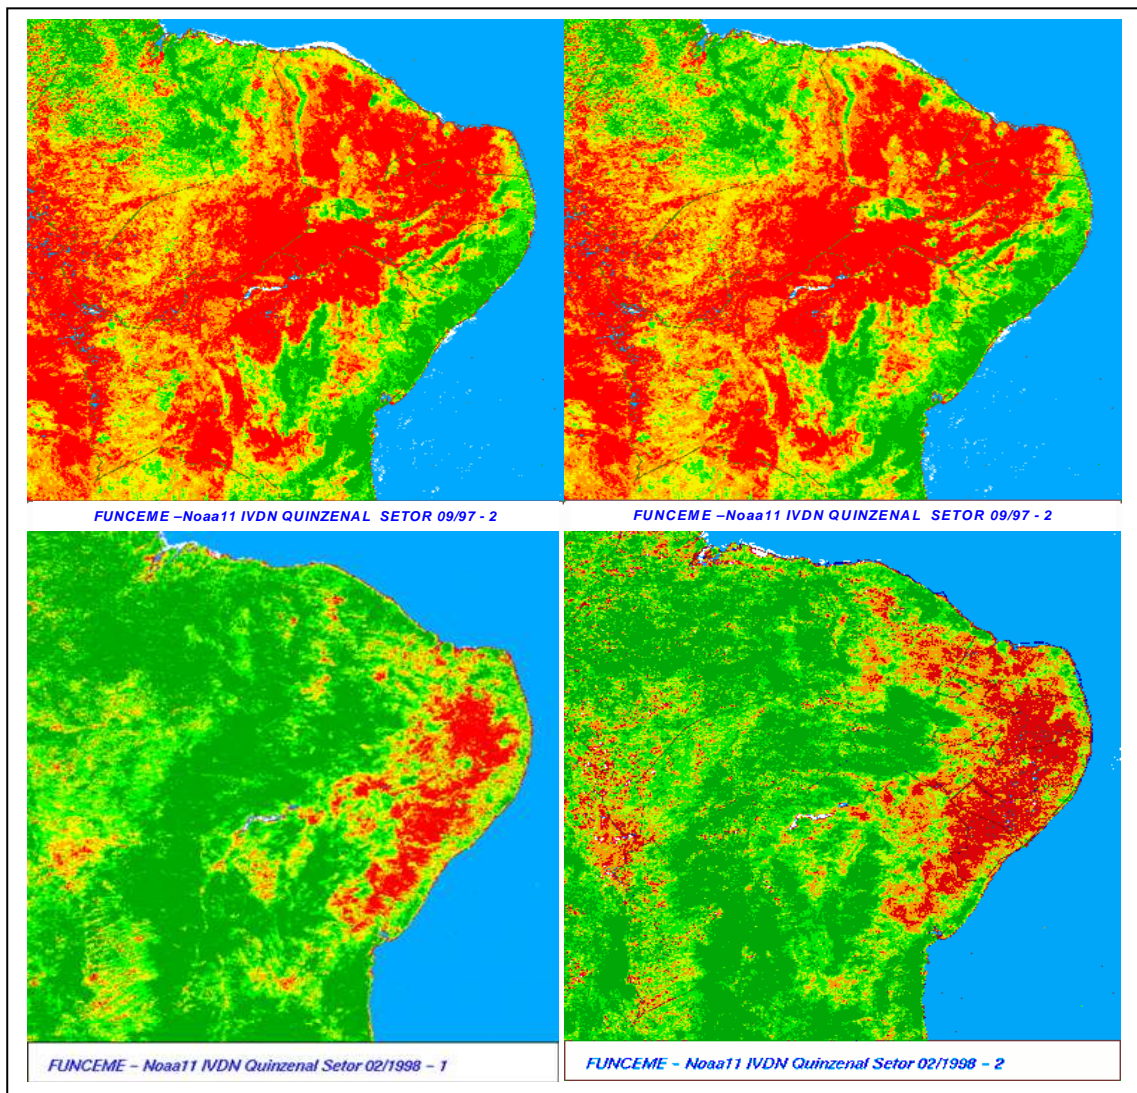 FUNCEME –Noaa11 IVDN QUINZENAL SETOR 09/97 - 2
FUNCEME –Noaa11 IVDN QUINZENAL SETOR 09/97 - 2
FUNCEME – Noaa11 IVDN Quinzenal Setor 02/1998 – 1
FUNCEME – Noaa11 IVDN Quinzenal Setor 02/1998 – 2